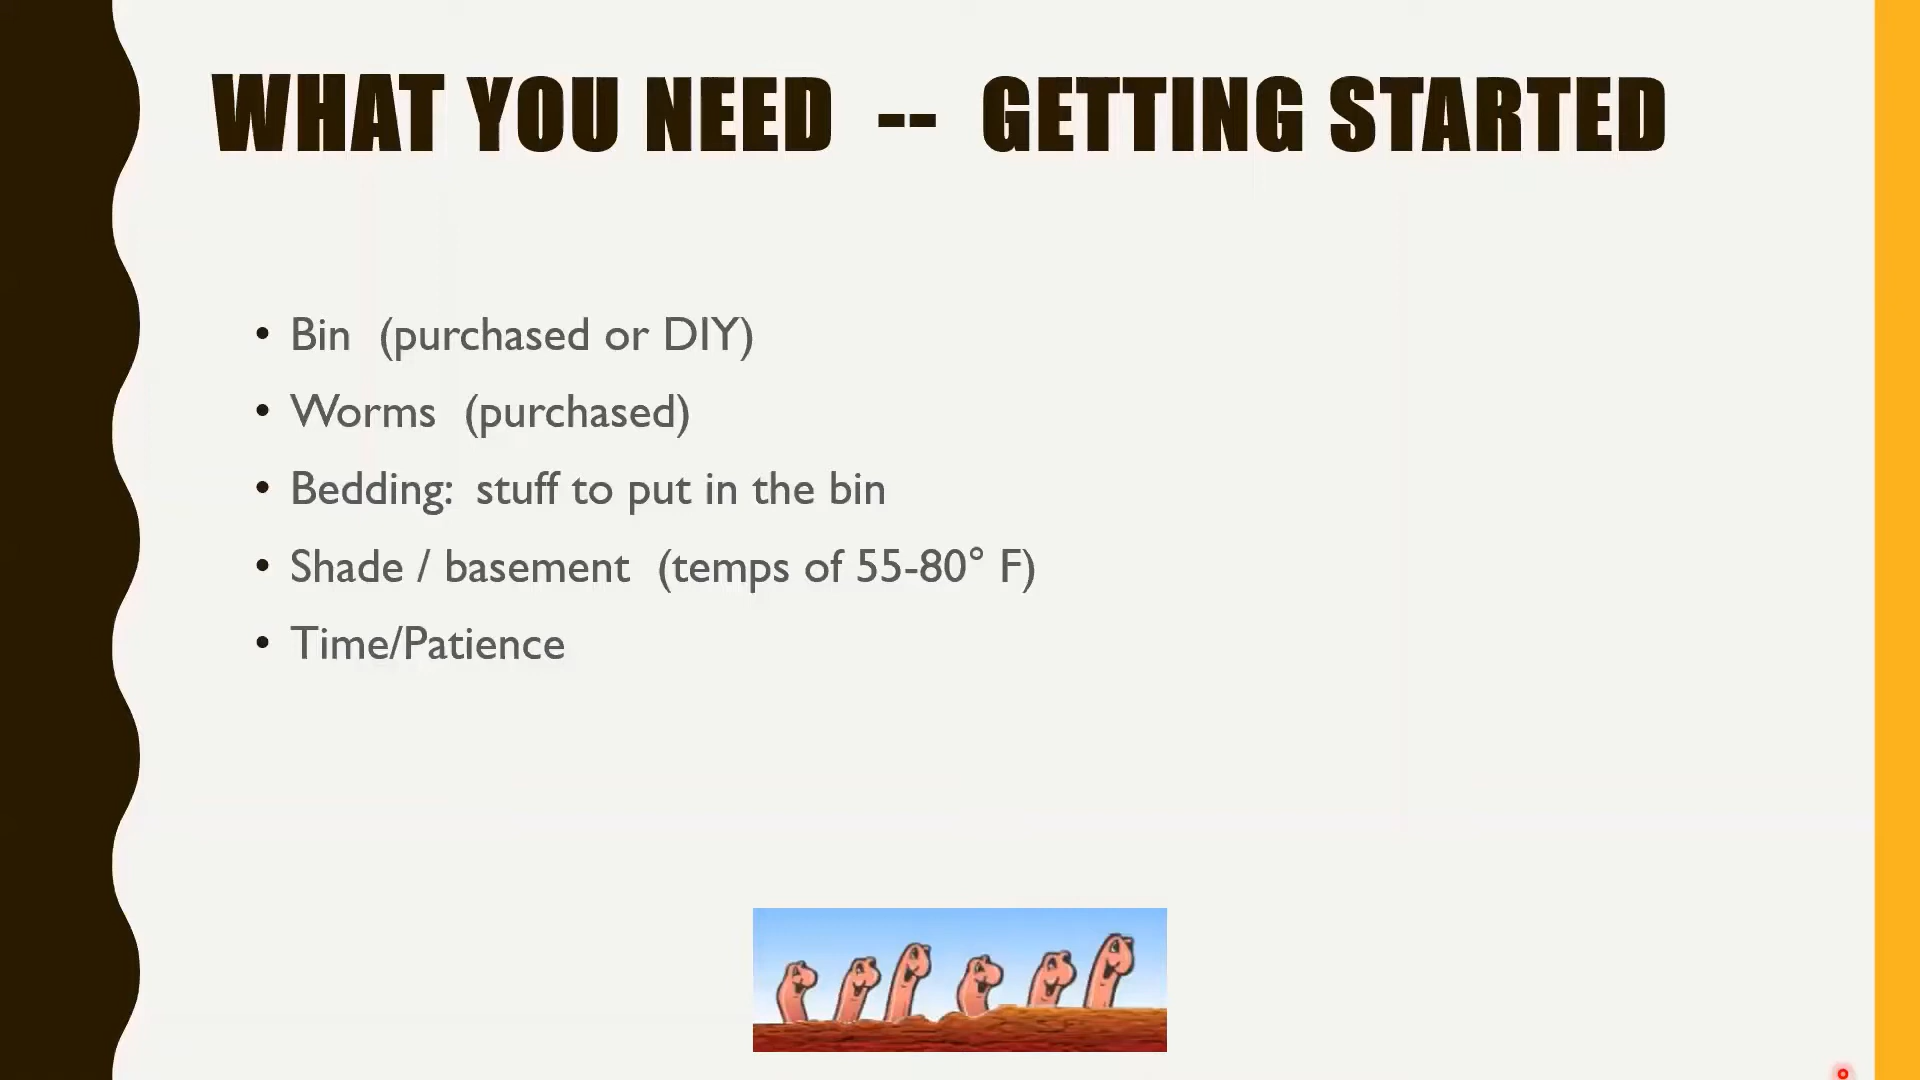 WHAT YOU NEED -- GETTING STARTED
• Bin (purchased or DIY)
• Worms (purchased)
• Bedding: stuff to put in the bin
• Shade / basement (temps of 55-80° F)
• Time/Patience